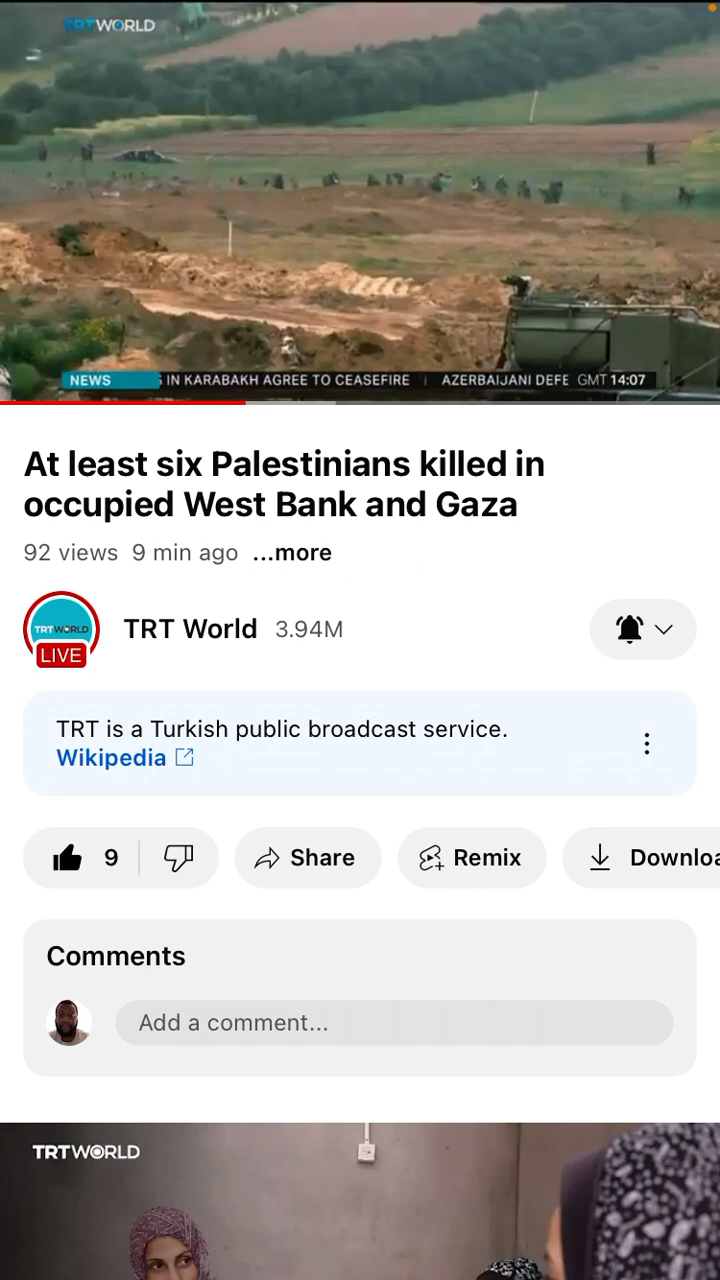 TRT WORLD
NEWS
IN KARABAKH AGREE TO CEASEFIRE | AZERBAIJANI DEFE GMT 14:07
At least six Palestinians killed in
occupied West Bank and Gaza
92 views 9 min ago ...more
TRT WORLD
LIVE
TRT World 3.94M
TRT is a Turkish public broadcast service.
Wikipedia
9 Share Remix Downloa
Comments
Add a comment...
TRT WORLD